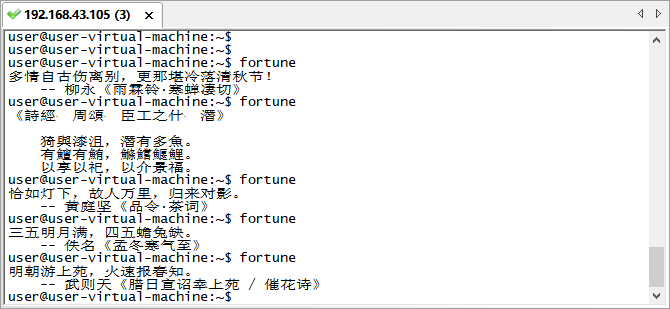 192.168.43.105 (3)
user@user-virtual-machine:~$
user@user-virtual-machine:~$
user@user-virtual-machine:~$ fortune
多情自古伤离别，更那堪冷落清秋节！
-- 柳永《雨霖铃·寒蝉凄切》
user@user-virtual-machine:~$ fortune
《詩經‧周頌‧臣工之什‧潛》
猗與漆沮，潛有多魚。
有鱣有鮪，鰷鱨鰋鯉。
以享以祀，以介景福。
user@user-virtual-machine:~$ fortune
恰如灯下，故人万里，归来对影。
-- 黄庭坚《品令·茶词》
user@user-virtual-machine:~$ fortune
三五明月满，四五蟾兔缺。
-- 佚名《孟冬寒气至》
user@user-virtual-machine:~$ fortune
明朝游上苑，火速报春知。
-- 武则天《腊日宣诏幸上苑 / 催花诗》
user@user-virtual-machine:~$